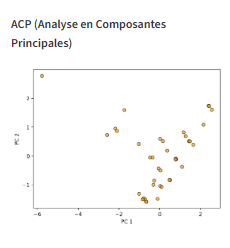 ACP (Analyse en Composantes
Principales)
2
1
0
−1
PC 2
−6
−4
−2
0
2
PC 1